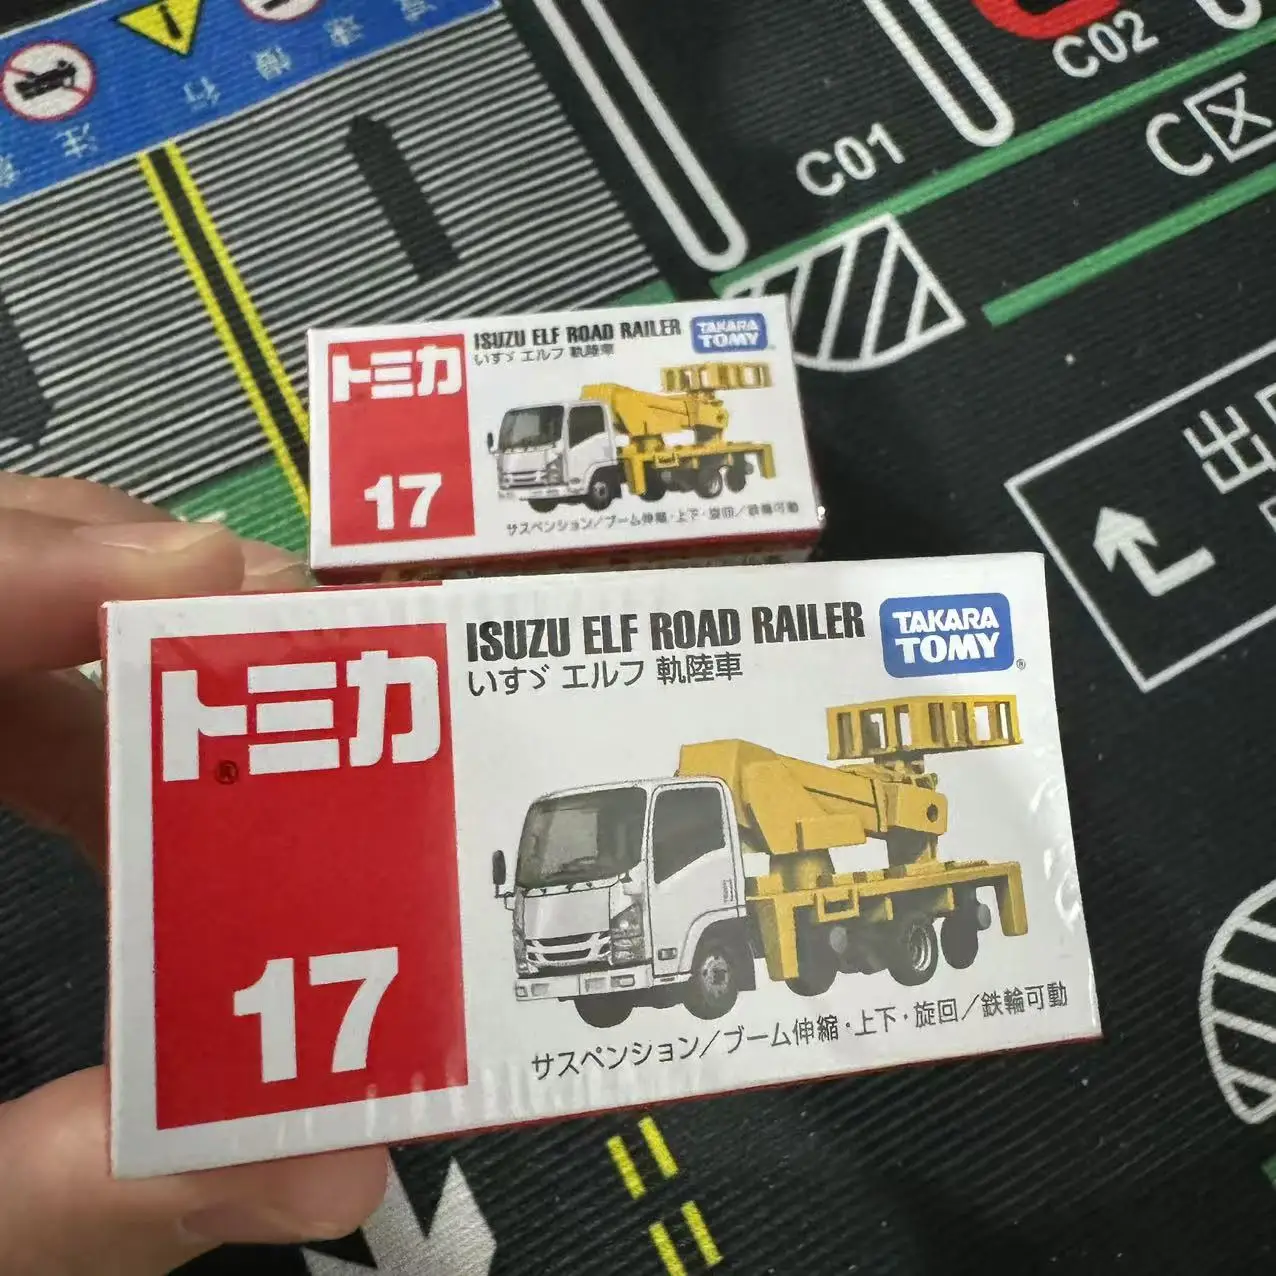 注 行 慢 速
C01
C02
C区
出
トミカ
17
ISUZU ELF ROAD RAILER
いすゞ エルフ 軌陸車
TAKARA
TOMY
サスペンション/ブーム伸縮・上下・旋回/鉄輪可動
トミカ®
17
ISUZU ELF ROAD RAILER
いすゞ エルフ 軌陸車
TAKARA
TOMY®
サスペンション/ブーム伸縮・上下・旋回/鉄輪可動